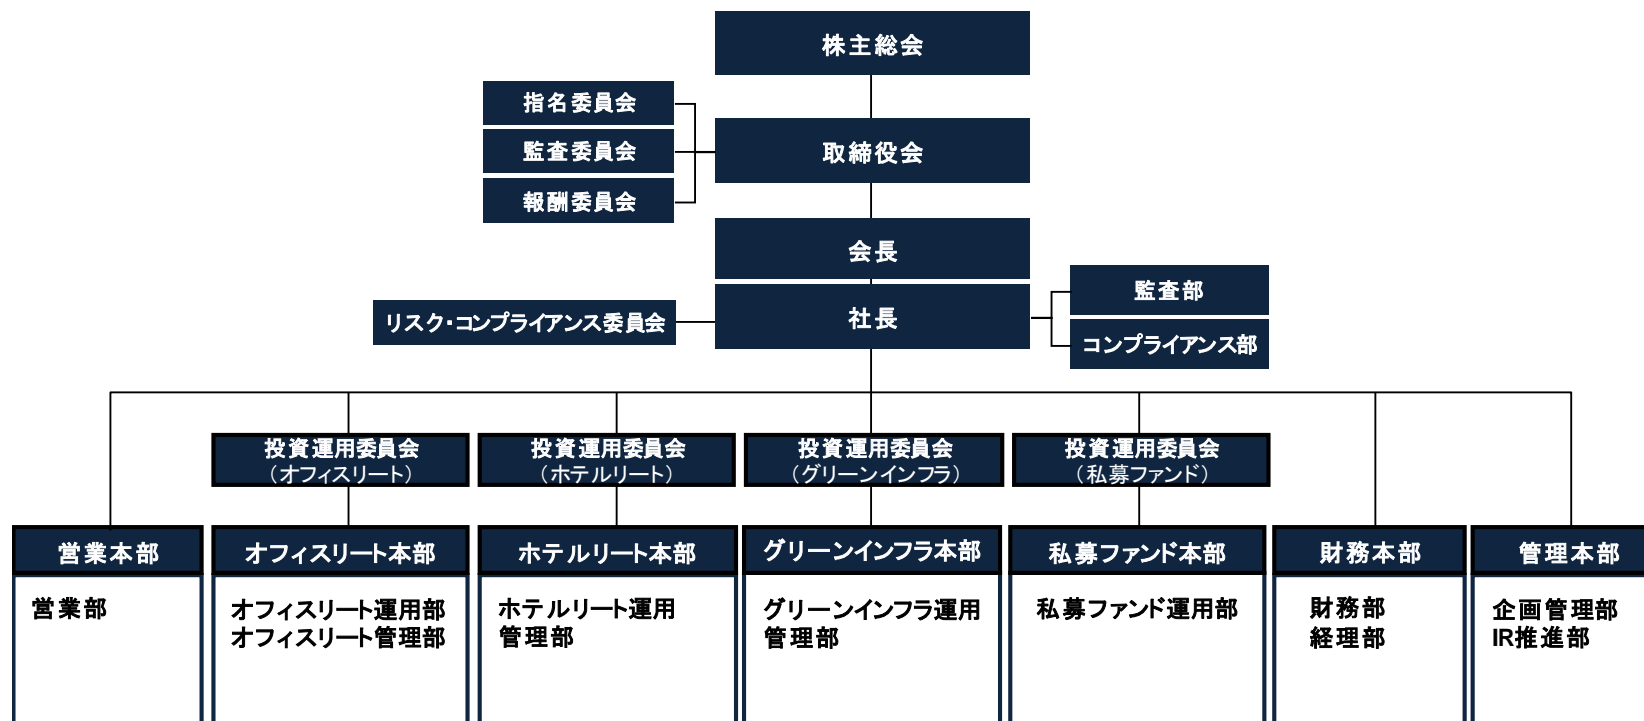 株主総会
指名委員会
監査委員会
報酬委員会
取締役会
会長
社長
リスク・コンプライアンス委員会
監査部
コンプライアンス部
投資運用委員会
（オフィスリート）
投資運用委員会
（ホテルリート）
投資運用委員会
（グリーンインフラ）
投資運用委員会
（私募ファンド）
営業本部
営業部
オフィスリート本部
オフィスリート運用部
オフィスリート管理部
ホテルリート本部
ホテルリート運用
管理部
グリーンインフラ本部
グリーンインフラ運用
管理部
私募ファンド本部
私募ファンド運用部
財務本部
財務部
経理部
管理本部
企画管理部
IR推進部